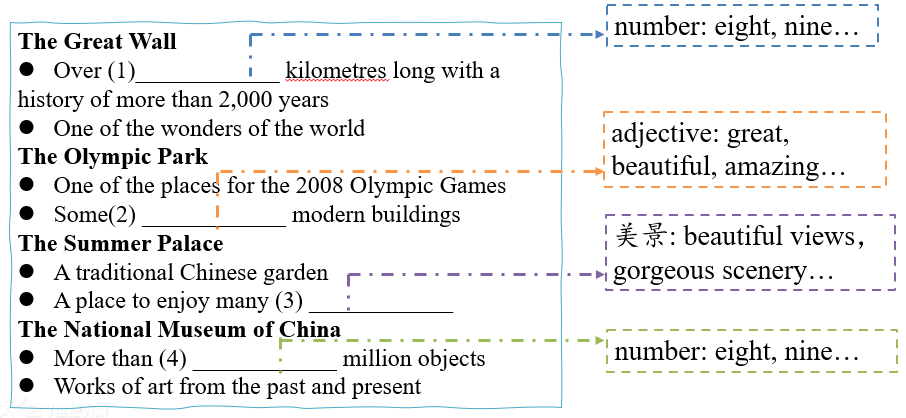 The Great Wall
● Over (1)____________ kilometres long with a
history of more than 2,000 years
● One of the wonders of the world
The Olympic Park
● One of the places for the 2008 Olympic Games
● Some(2) ____________ modern buildings
The Summer Palace
● A traditional Chinese garden
● A place to enjoy many (3) ____________
The National Museum of China
● More than (4) ____________ million objects
● Works of art from the past and present
number: eight, nine…
adjective: great,
beautiful, amazing…
美景: beautiful views,
gorgeous scenery…
number: eight, nine…